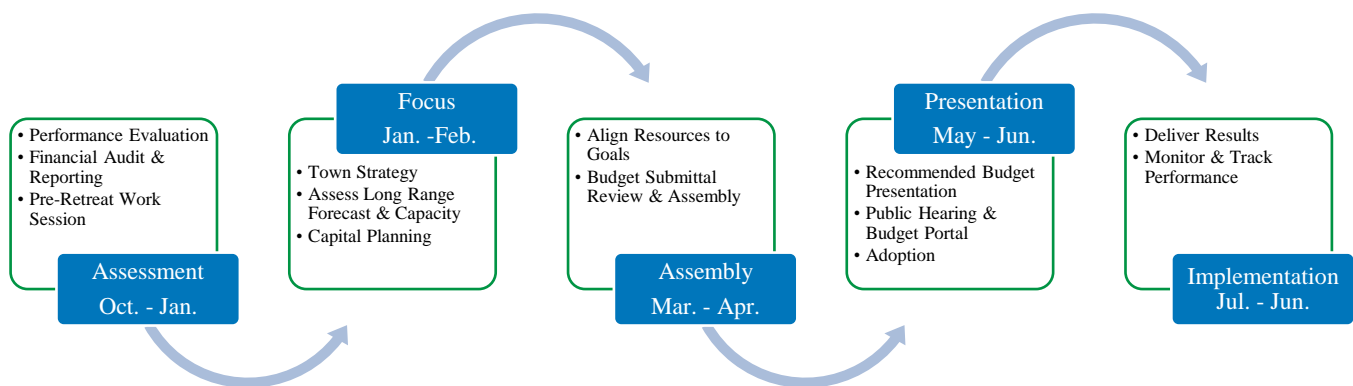 • Performance Evaluation
• Financial Audit &
Reporting
• Pre-Retreat Work
Session
Assessment
Oct. - Jan.
Focus
Jan. -Feb.
• Town Strategy
• Assess Long Range
Forecast & Capacity
• Capital Planning
• Align Resources to
Goals
• Budget Submittal
Review & Assembly
Assembly
Mar. - Apr.
Presentation
May - Jun.
• Recommended Budget
Presentation
• Public Hearing &
Budget Portal
• Adoption
• Deliver Results
• Monitor & Track
Performance
Implementation
Jul. - Jun.